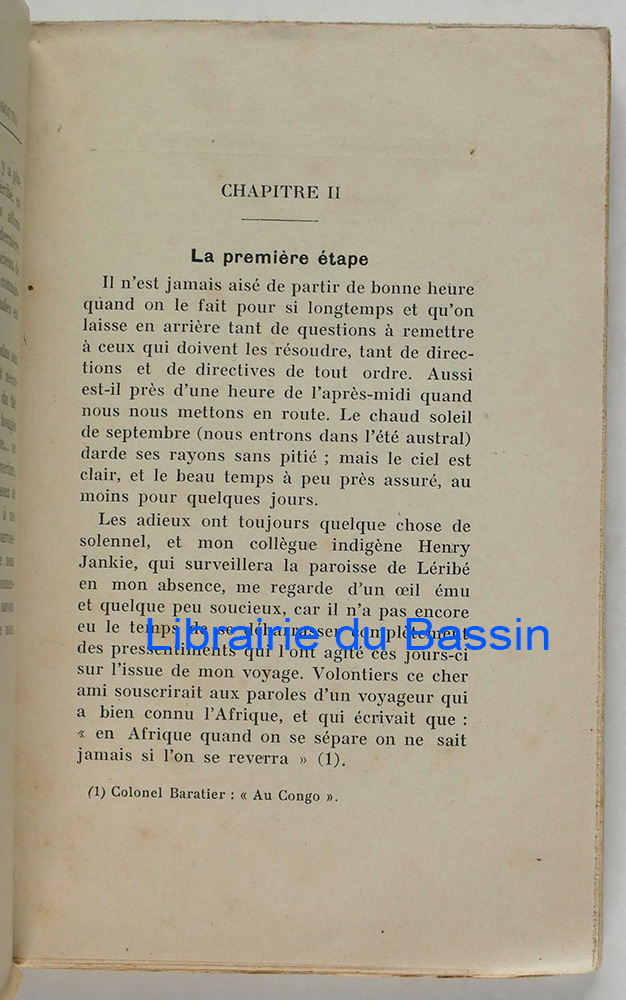 CHAPITRE II
La première étape
Il n'est jamais aisé de partir de bonne heure
quand on le fait pour si longtemps et qu'on
laisse en arrière tant de questions à remettre
à ceux qui doivent les résoudre, tant de direc-
tions et de directives de tout ordre. Aussi
est-il près d'une heure de l'après-midi quand
nous nous mettons en route. Le chaud soleil
de septembre (nous entrons dans l'été austral)
darde ses rayons sans pitié ; mais le ciel est
clair, et le beau temps à peu près assuré, au
moins pour quelques jours.
Les adieux ont toujours quelque chose de
solennel, et mon collègue indigène Henry
Jankie, qui surveillera la paroisse de Léribé
en mon absence, me regarde d'un œil ému
et quelque peu soucieux, car il n'a pas encore
eu le temps de se débarrasser complètement
Librairie du Bassin
des pressentiments qui l'ont agité ces jours-ci
sur l'issue de mon voyage. Volontiers ce cher
ami souscrirait aux paroles d'un voyageur qui
a bien connu l'Afrique, et qui écrivait que :
« en Afrique quand on se sépare on ne sait
jamais si l'on se reverra » (1).
(1) Colonel Baratier : « Au Congo ».